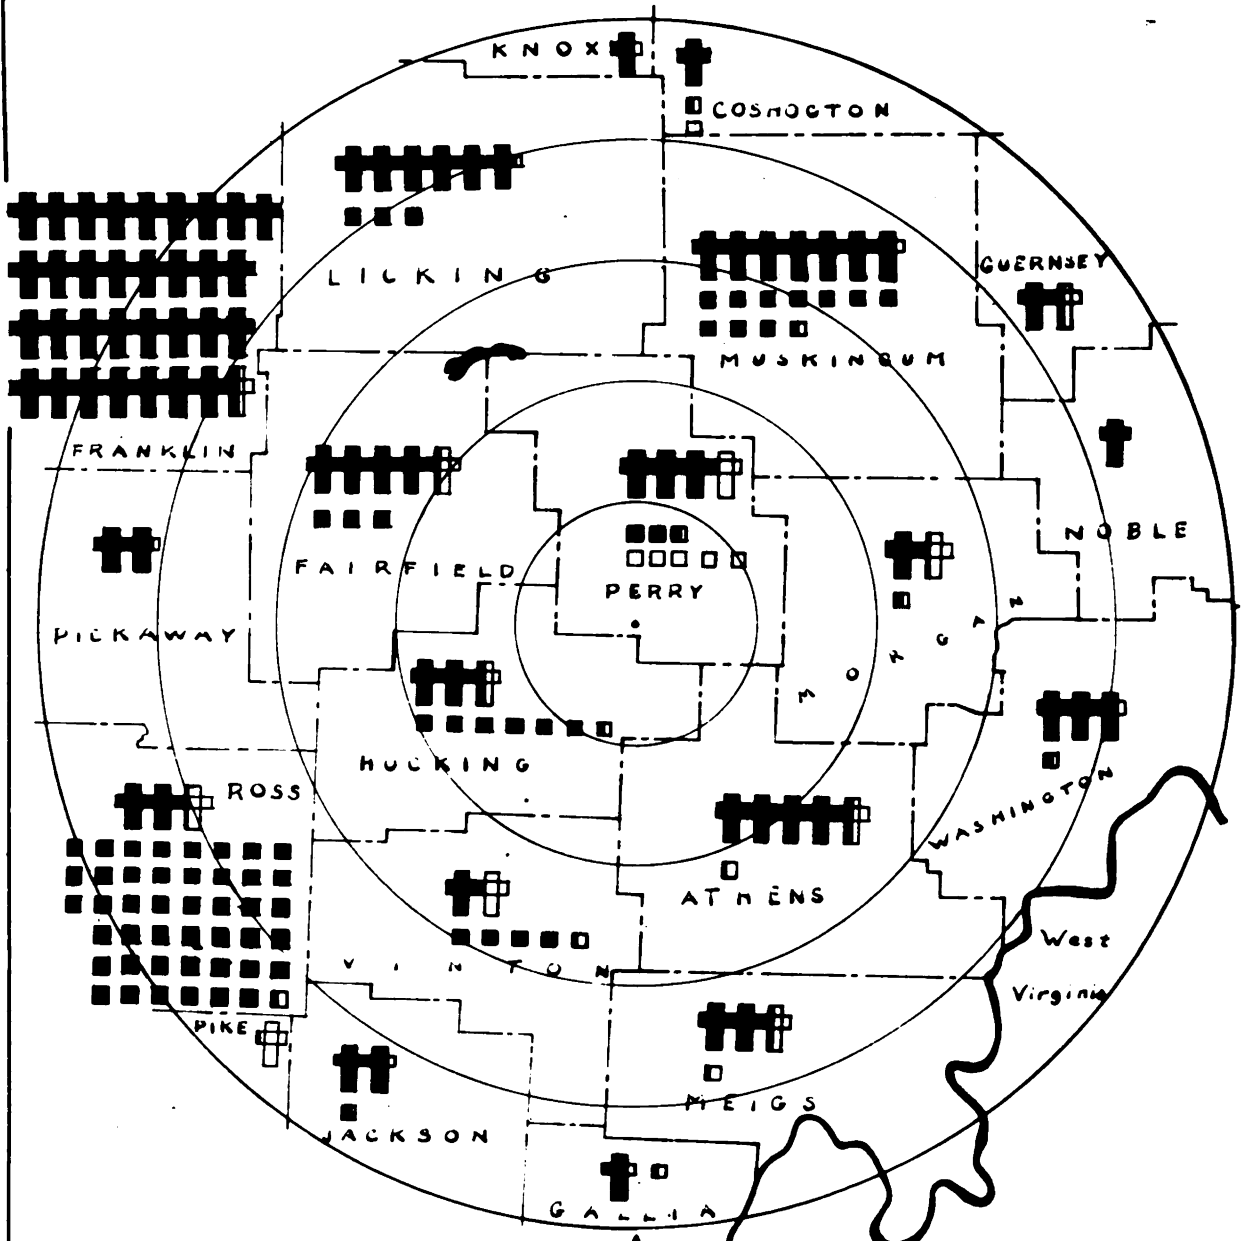 KNOX
COSHOCTON
LICKING
GUERNSEY
MUSKINGUM
FRANKLIN
NOBLE
FAIRFIELD
PERRY
PICKAWAY
MORGAN
HOCKING
ROSS
WASHINGTON
ATHENS
West
Virginia
VINTON
PIKE
MEIGS
JACKSON
GALLIA